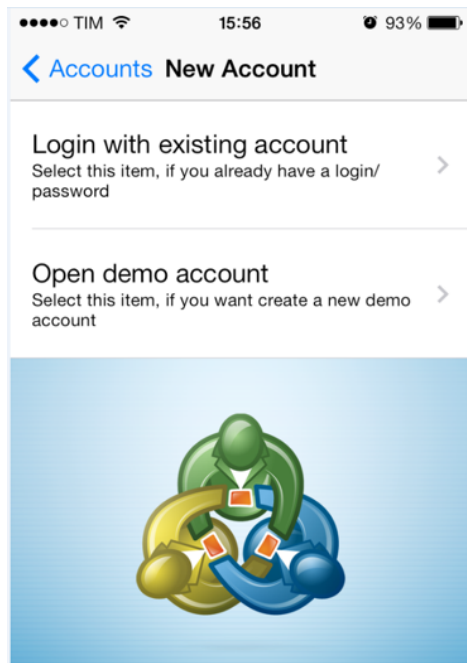 TIM 15:56 93%
Accounts New Account
Login with existing account
Select this item, if you already have a login/
password
Open demo account
Select this item, if you want create a new demo
account